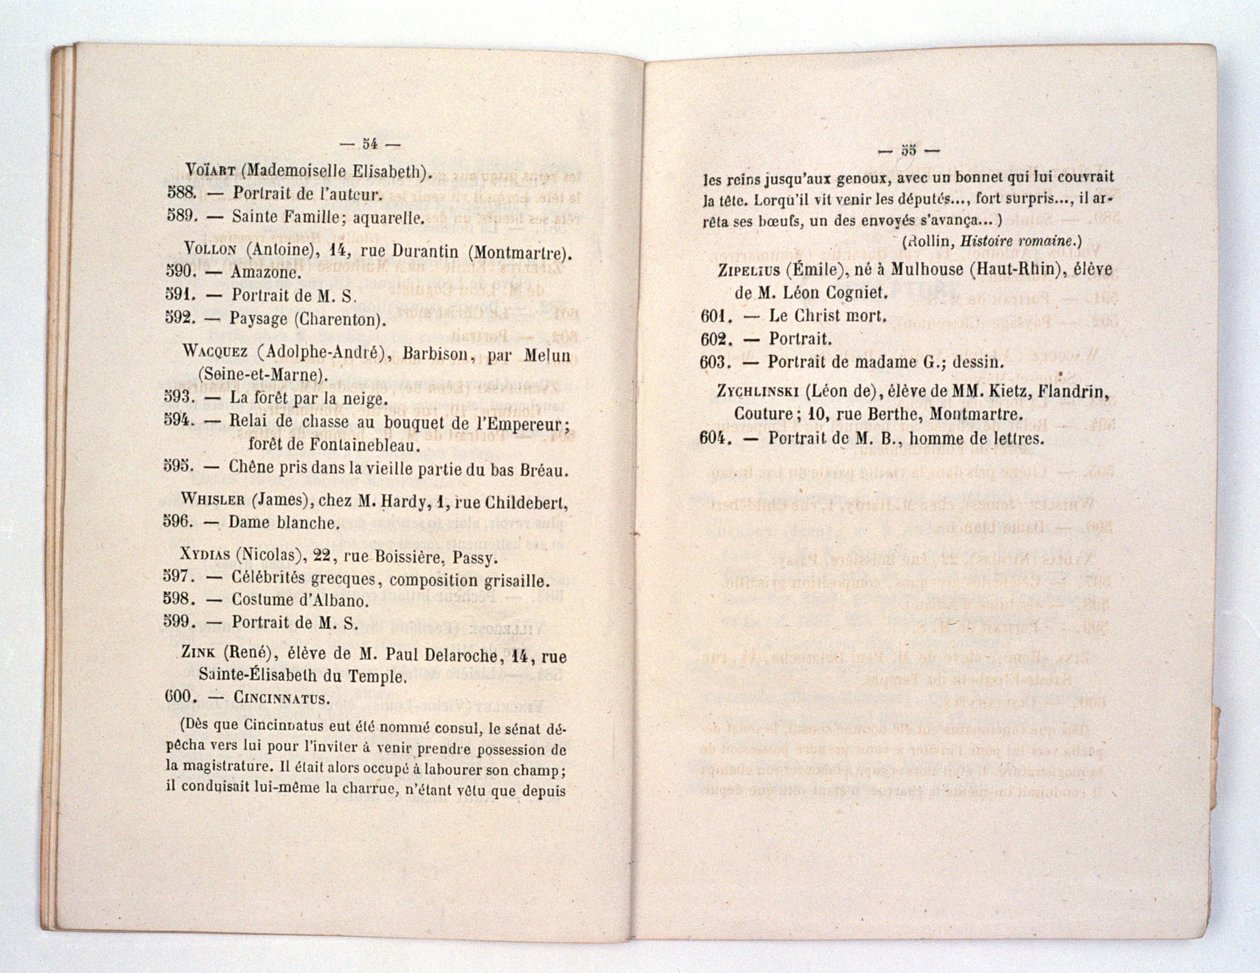 — 54 —
VOÏART (Mademoiselle Elisabeth).
588. — Portrait de l'auteur.
589. — Sainte Famille; aquarelle.
VOLLON (Antoine), 14, rue Durantin (Montmartre).
590. — Amazone.
591. — Portrait de M. S.
592. — Paysage (Charenton).
WACQUEZ (Adolphe-André), Barbison, par Melun
(Seine-et-Marne).
593. — La forêt par la neige.
594. — Relai de chasse au bouquet de l'Empereur;
forêt de Fontainebleau.
595. — Chêne pris dans la vieille partie du bas Bréau.
WHISLER (James), chez M. Hardy, 1, rue Childebert,
596. — Dame blanche.
XYDIAS (Nicolas), 22, rue Boissière, Passy.
597. — Célébrités grecques, composition grisaille.
598. — Costume d'Albano.
599. — Portrait de M. S.
ZINK (René), élève de M. Paul Delaroche, 14, rue
Sainte-Élisabeth du Temple.
600. — CINCINNATUS.
(Dès que Cincinnatus eut été nommé consul, le sénat dé-
pêcha vers lui pour l'inviter à venir prendre possession de
la magistrature. Il était alors occupé à labourer son champ;
il conduisait lui-même la charrue, n'étant vêtu que depuis
— 55 —
les reins jusqu'aux genoux, avec un bonnet qui lui couvrait
la tête. Lorqu'il vit venir les députés..., fort surpris..., il ar-
rêta ses bœufs, un des envoyés s'avança... )
(Rollin, Histoire romaine.)
ZIPELIUS (Émile), né à Mulhouse (Haut-Rhin), élève
de M. Léon Cogniet.
601. — Le Christ mort.
602. — Portrait.
603. — Portrait de madame G.; dessin.
ZYCHLINSKI (Léon de), élève de MM. Kietz, Flandrin,
Couture; 10, rue Berthe, Montmartre.
604. — Portrait de M. B., homme de lettres.